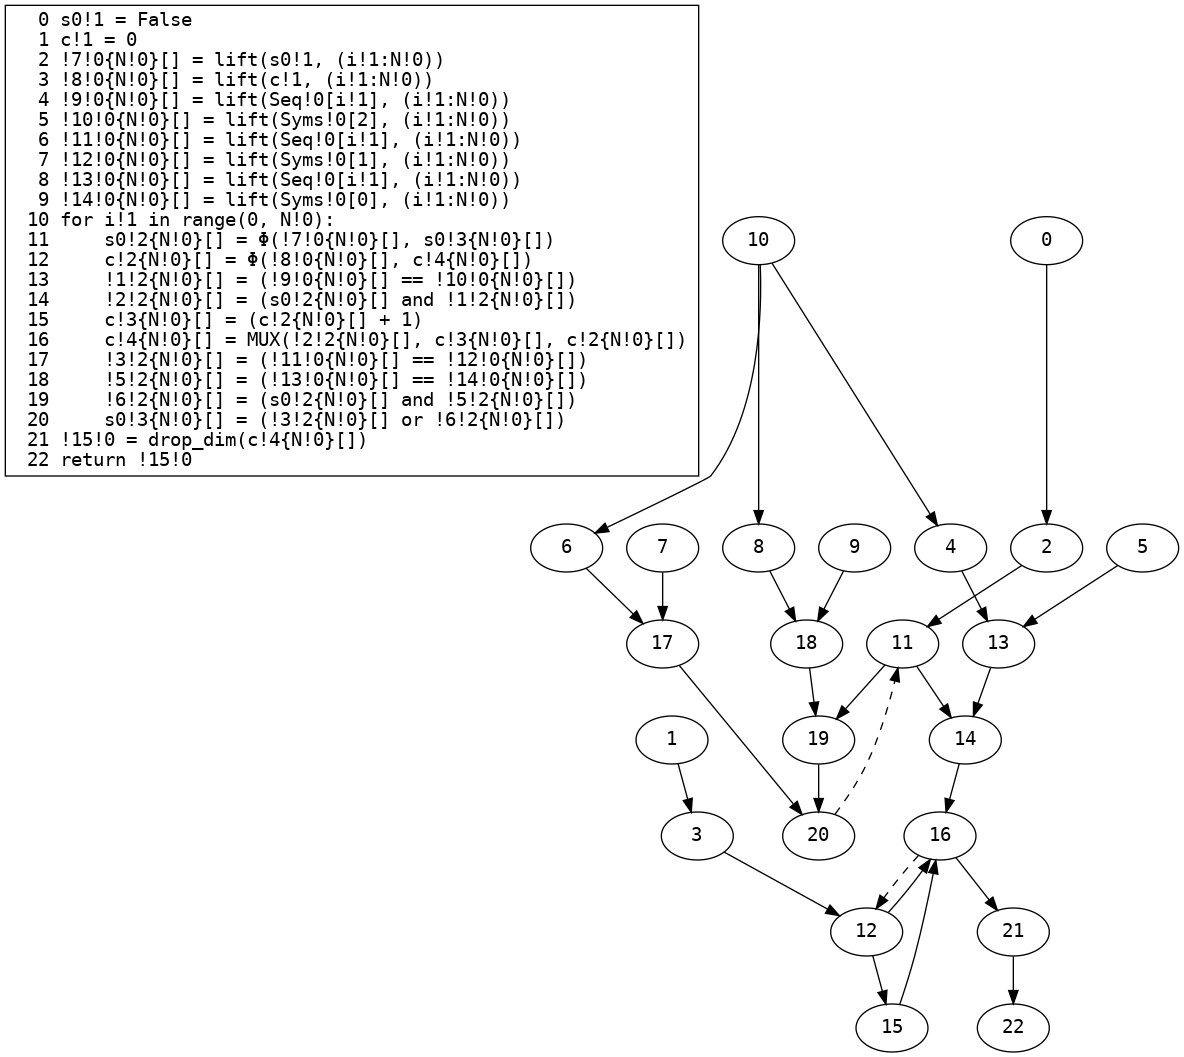 0 s0!1 = False
1 c!1 = 0
2 !7!0{N!0}[] = lift(s0!1, (i!1:N!0))
3 !8!0{N!0}[] = lift(c!1, (i!1:N!0))
4 !9!0{N!0}[] = lift(Seq!0[i!1], (i!1:N!0))
5 !10!0{N!0}[] = lift(Syms!0[2], (i!1:N!0))
6 !11!0{N!0}[] = lift(Seq!0[i!1], (i!1:N!0))
7 !12!0{N!0}[] = lift(Syms!0[1], (i!1:N!0))
8 !13!0{N!0}[] = lift(Seq!0[i!1], (i!1:N!0))
9 !14!0{N!0}[] = lift(Syms!0[0], (i!1:N!0))
10 for i!1 in range(0, N!0):
11     s0!2{N!0}[] = Φ(!7!0{N!0}[], s0!3{N!0}[])
12     c!2{N!0}[] = Φ(!8!0{N!0}[], c!4{N!0}[])
13     !1!2{N!0}[] = (!9!0{N!0}[] == !10!0{N!0}[])
14     !2!2{N!0}[] = (s0!2{N!0}[] and !1!2{N!0}[])
15     c!3{N!0}[] = (c!2{N!0}[] + 1)
16     c!4{N!0}[] = MUX(!2!2{N!0}[], c!3{N!0}[], c!2{N!0}[])
17     !3!2{N!0}[] = (!11!0{N!0}[] == !12!0{N!0}[])
18     !5!2{N!0}[] = (!13!0{N!0}[] == !14!0{N!0}[])
19     !6!2{N!0}[] = (s0!2{N!0}[] and !5!2{N!0}[])
20     s0!3{N!0}[] = (!3!2{N!0}[] or !6!2{N!0}[])
21 !15!0 = drop_dim(c!4{N!0}[])
22 return !15!0
10 0
6 7 8 9 4 2 5
17 18 11 13
1 19 14
3 20 16
12 21
15 22